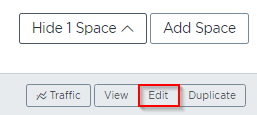 Hide 1 Space Add Space
Traffic View Edit Duplicate